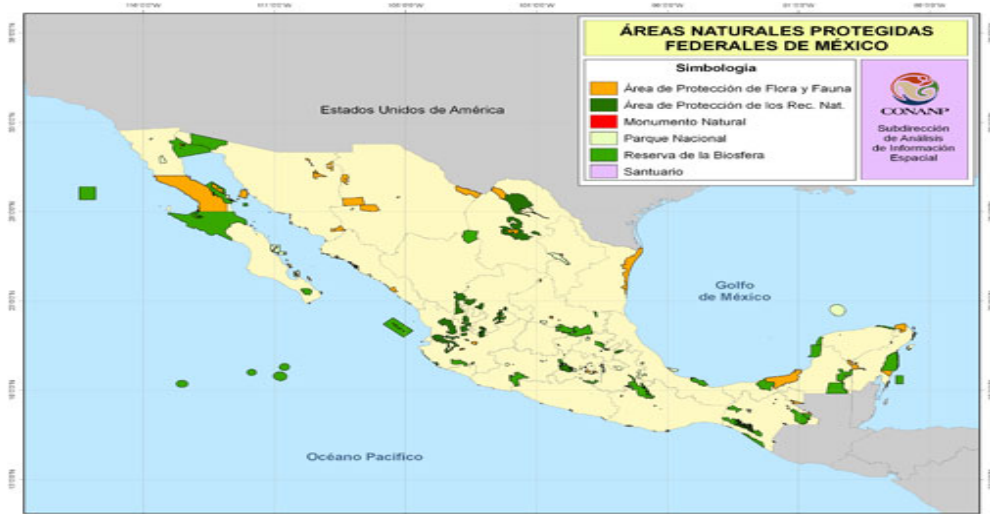 ÁREAS NATURALES PROTEGIDAS
FEDERALES DE MÉXICO
Simbología
Área de Protección de Flora y Fauna
Área de Protección de los Rec. Nat.
Monumento Natural
Parque Nacional
Reserva de la Biosfera
Santuario
CONANP
Subdirección
de Análisis
de Información
Espacial
Estados Unidos de América
Golfo
de México
Océano Pacífico